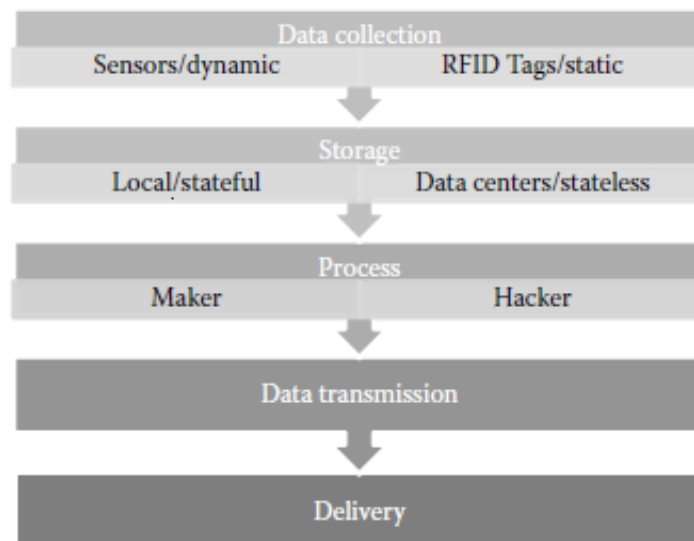 Data collection
Sensors/dynamic RFID Tags/static
Storage
Local/stateful Data centers/stateless
Process
Maker Hacker
Data transmission
Delivery